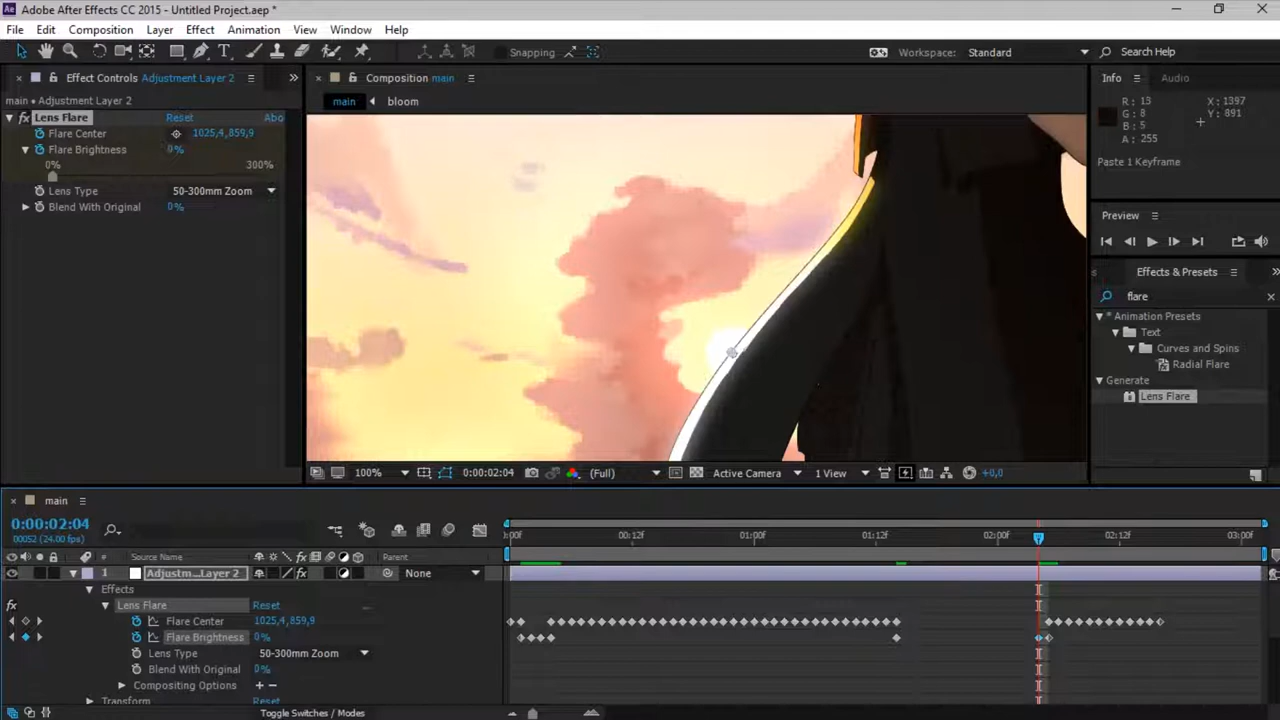 Ae Adobe After Effects CC 2015 - Untitled Project.aep *
File Edit Composition Layer Effect Animation View Window Help
Snapping Workspace: Standard Search Help
Effect Controls Adjustment Layer 2
main • Adjustment Layer 2
fx Lens Flare Reset Abo
Flare Center 1025,4,859,9
Flare Brightness 0%
0% 300%
Lens Type 50-300mm Zoom
Blend With Original 0%
Composition main
main bloom
100% 0:00:02:04 (Full) Active Camera 1 View +0,0
Info Audio
R: 13 X: 1397
G: 8 Y: 891
B: 5
A: 255
Paste 1 Keyframe
Preview
Effects & Presets
flare
* Animation Presets
Text
Curves and Spins
Radial Flare
Generate
Lens Flare
main
0:00:02:04
00052 (24.00 fps)
:00f 00:12f 01:00f 01:12f 02:00f 02:12f 03:00f
# Source Name Parent
1 Adjustm...Layer 2 None
Effects
fx Lens Flare Reset
Flare Center 1025,4,859,9
Flare Brightness 0%
Lens Type 50-300mm Zoom
Blend With Original 0%
Compositing Options + −
Transform Reset
Toggle Switches / Modes